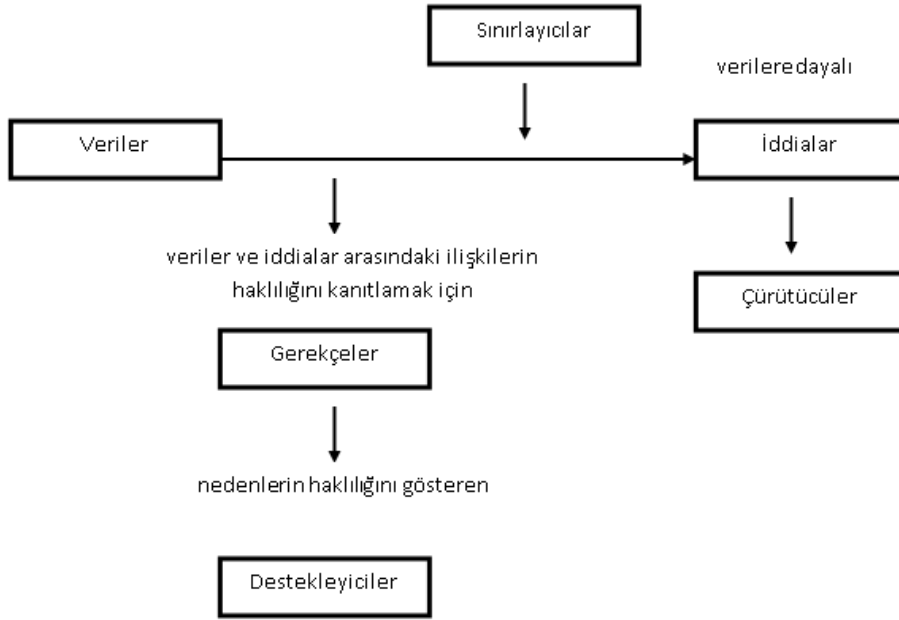 Sınırlayıcılar
verilere dayalı
Veriler
İddialar
veriler ve iddialar arasındaki ilişkilerin
haklılığını kanıtlamak için
Çürütücüler
Gerekçeler
nedenlerin haklılığını gösteren
Destekleyiciler